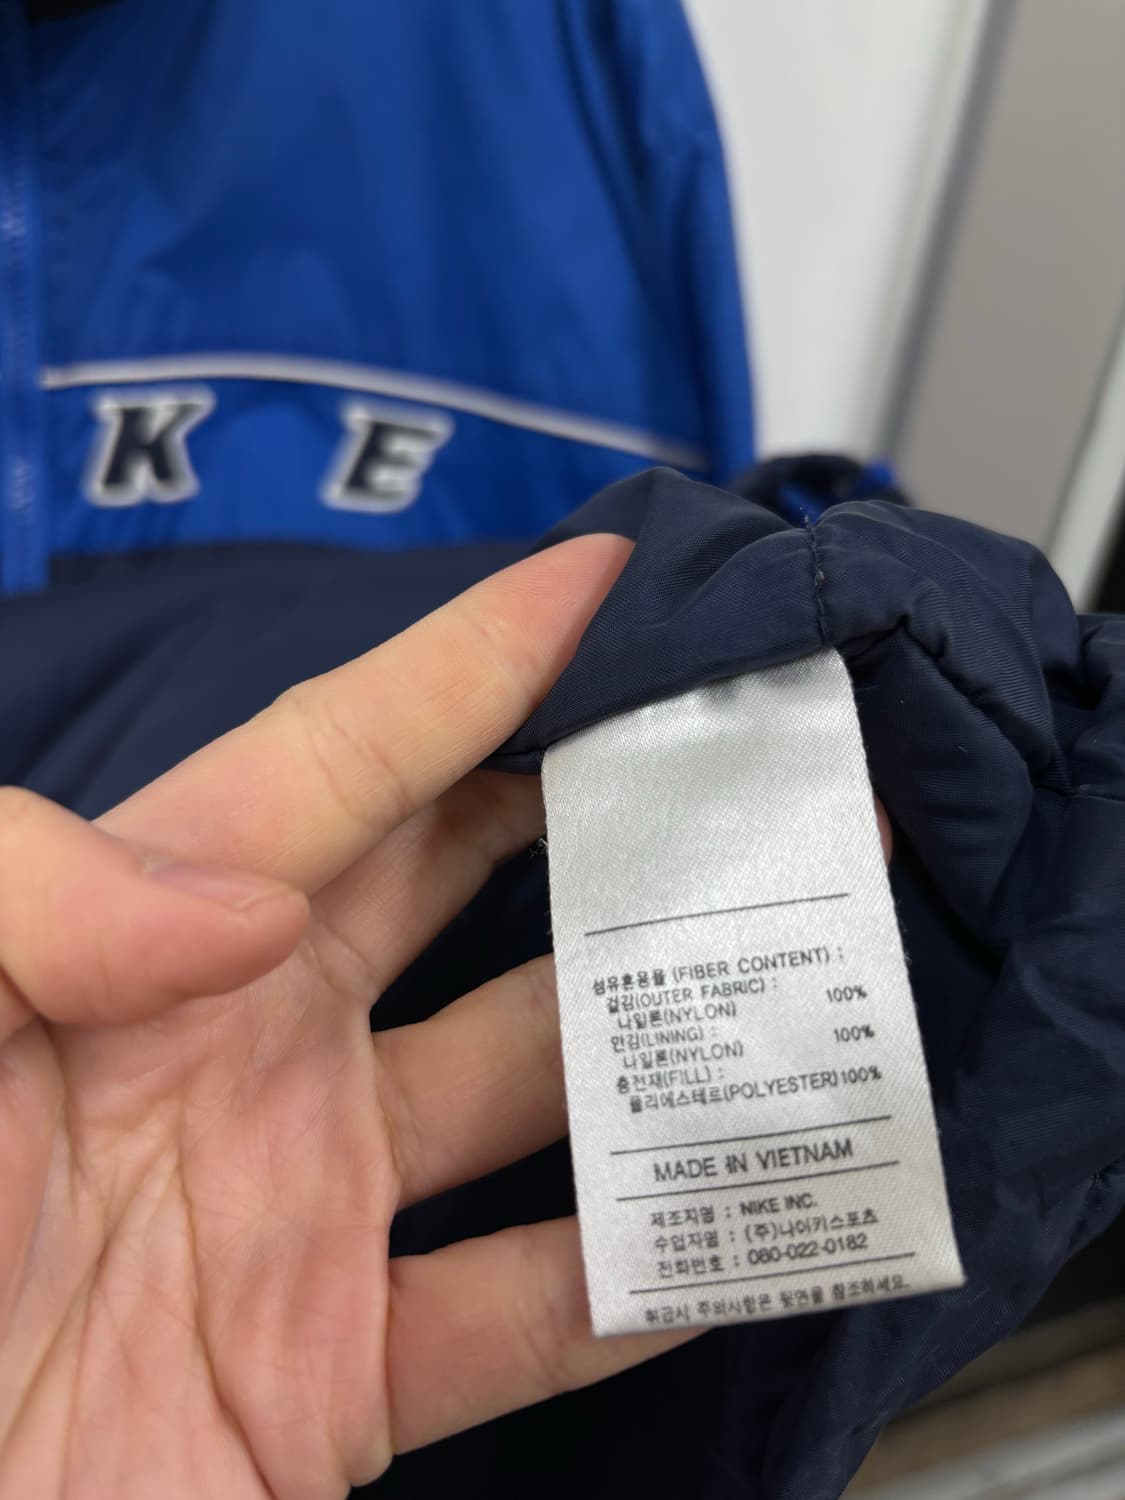 K E
섬유혼용율 (FIBER CONTENT) :
겉감(OUTER FABRIC) :
나일론(NYLON) 100%
안감(LINING) :
나일론(NYLON) 100%
충전재(FILL) :
폴리에스테르(POLYESTER) 100%
MADE IN VIETNAM
제조자명 : NIKE INC.
수입자명 : (주)나이키스포츠
전화번호 : 080-022-0182
취급시 주의사항은 뒷면을 참조하세요.